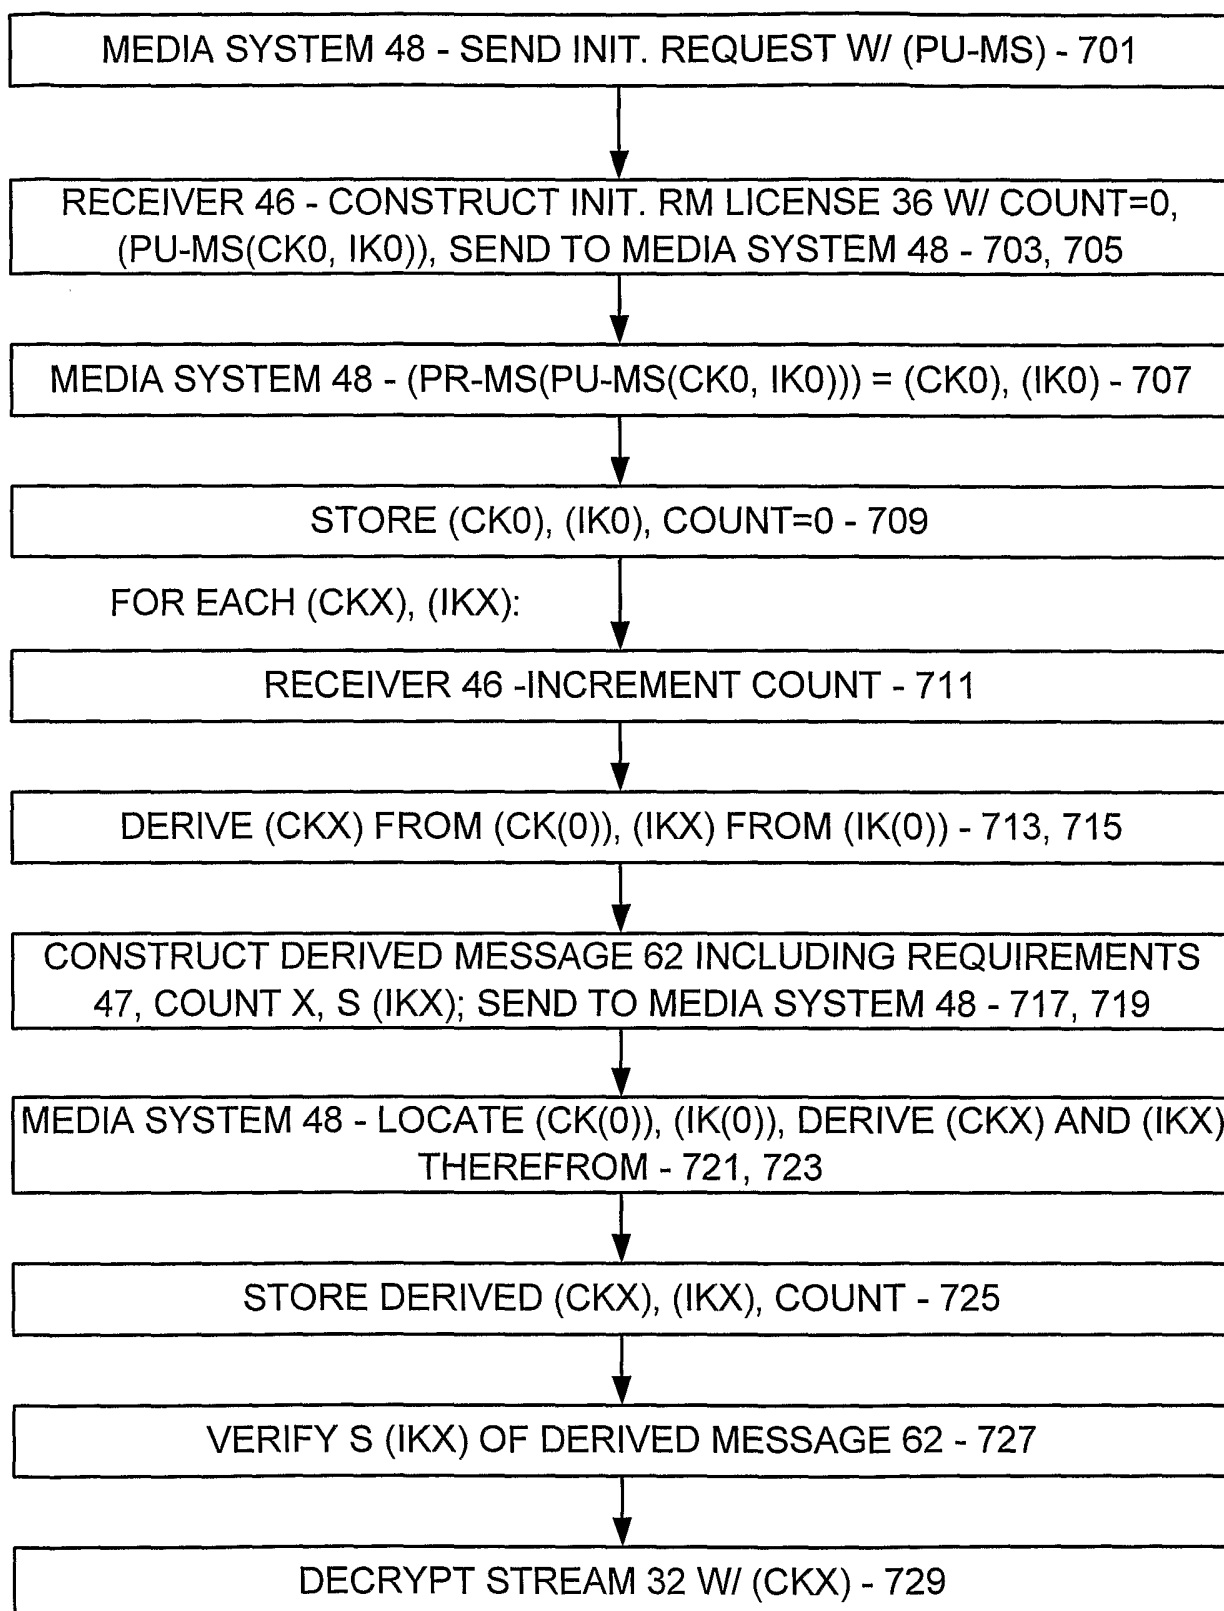 MEDIA SYSTEM 48 - SEND INIT. REQUEST W/ (PU-MS) - 701
RECEIVER 46 - CONSTRUCT INIT. RM LICENSE 36 W/ COUNT=0,
(PU-MS(CK0, IK0)), SEND TO MEDIA SYSTEM 48 - 703, 705
MEDIA SYSTEM 48 - (PR-MS(PU-MS(CK0, IK0))) = (CK0), (IK0) - 707
STORE (CK0), (IK0), COUNT=0 - 709
FOR EACH (CKX), (IKX):
RECEIVER 46 -INCREMENT COUNT - 711
DERIVE (CKX) FROM (CK(0)), (IKX) FROM (IK(0)) - 713, 715
CONSTRUCT DERIVED MESSAGE 62 INCLUDING REQUIREMENTS
47, COUNT X, S (IKX); SEND TO MEDIA SYSTEM 48 - 717, 719
MEDIA SYSTEM 48 - LOCATE (CK(0)), (IK(0)), DERIVE (CKX) AND (IKX)
THEREFROM - 721, 723
STORE DERIVED (CKX), (IKX), COUNT - 725
VERIFY S (IKX) OF DERIVED MESSAGE 62 - 727
DECRYPT STREAM 32 W/ (CKX) - 729